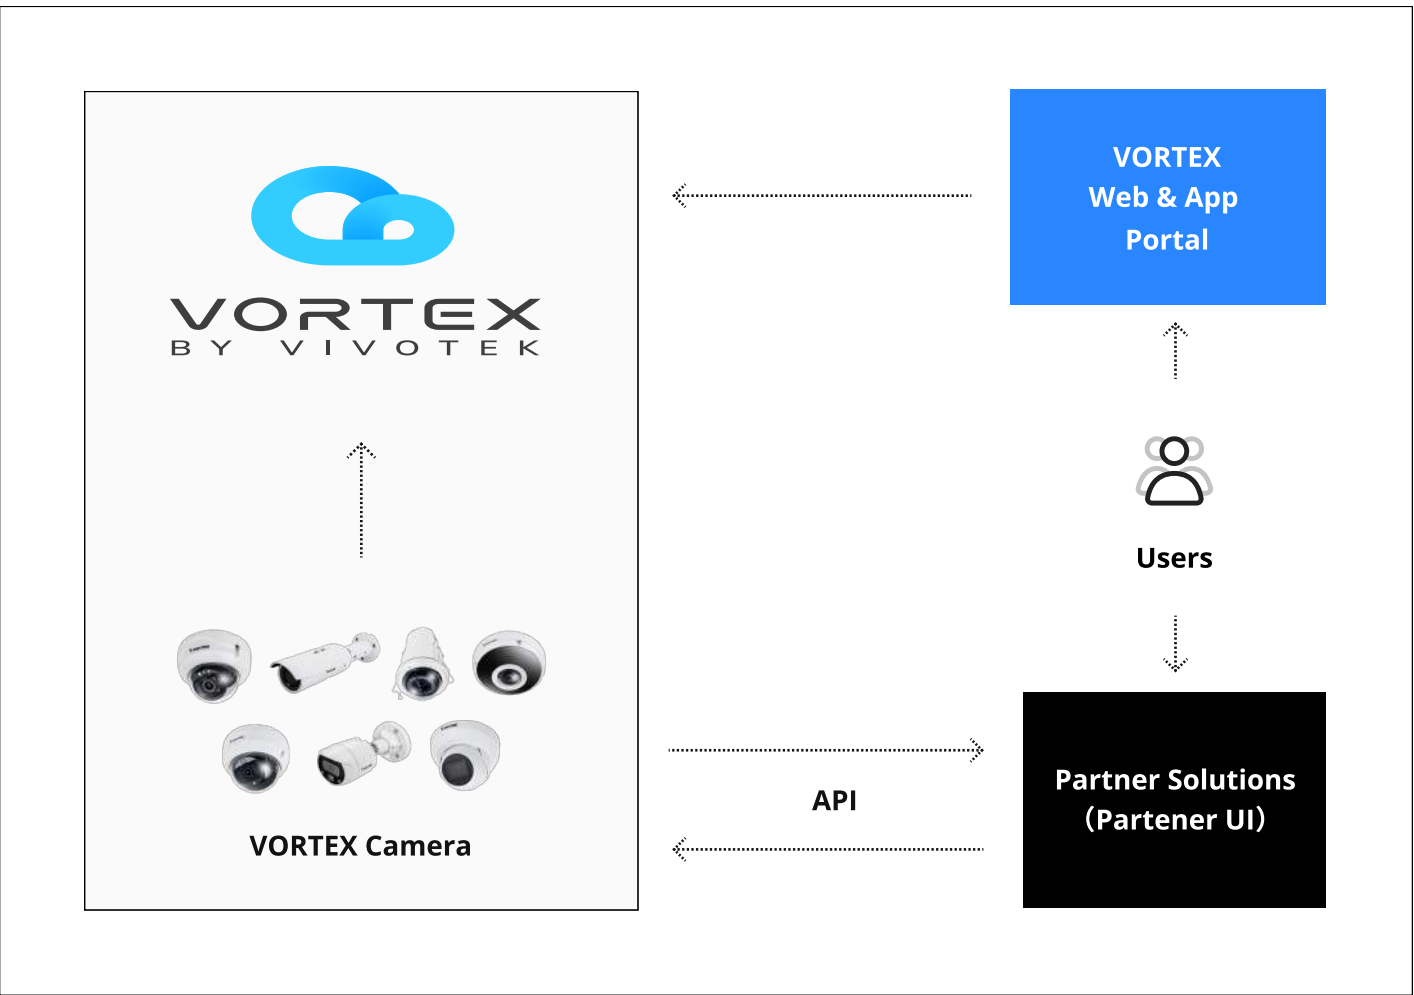 VORTEX
BY VIVOTEK
VORTEX Camera
VORTEX
Web & App
Portal
Users
API
Partner Solutions
（Partener UI）